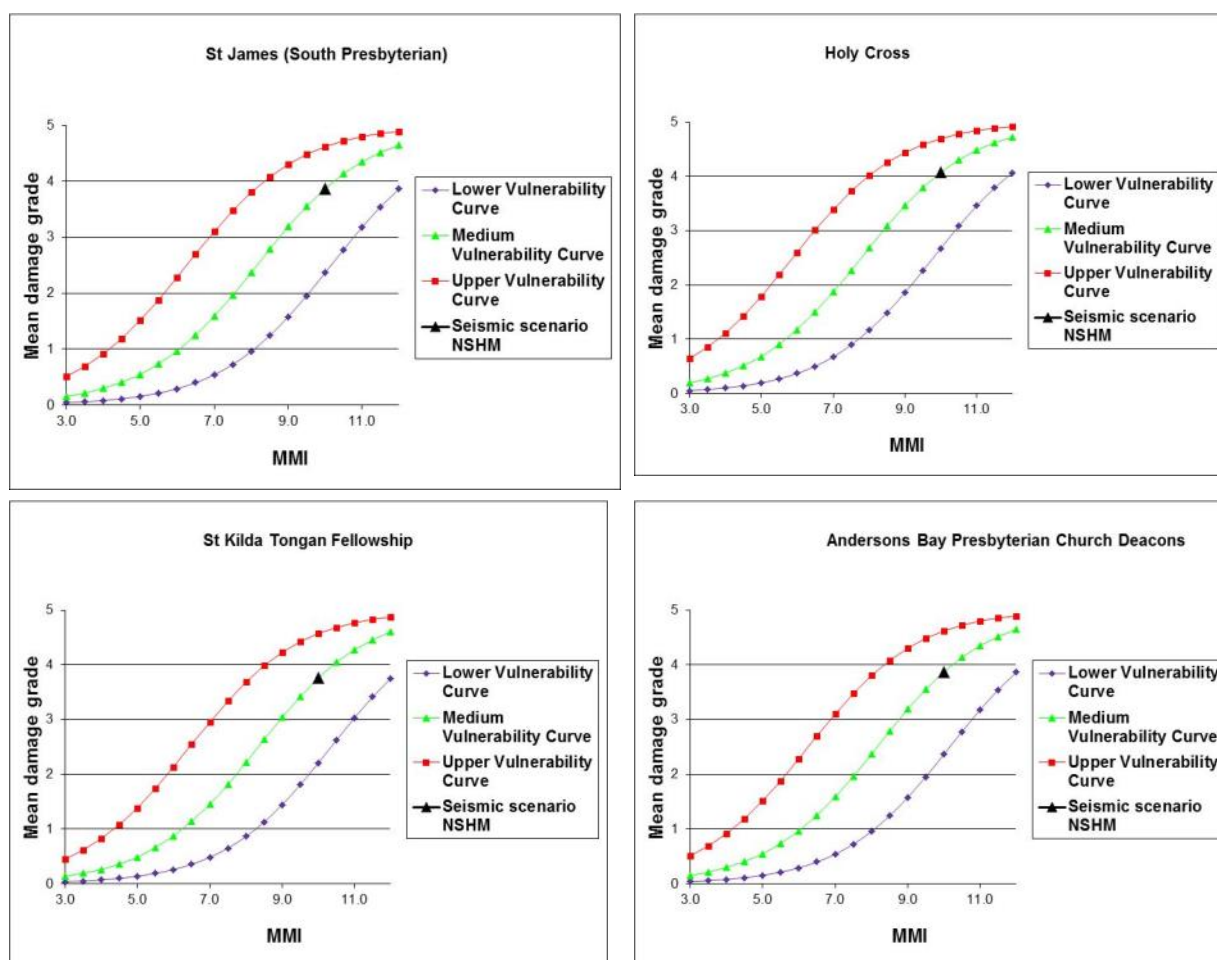 St James (South Presbyterian)
Mean damage grade
5
4
3
2
1
0
3.0 5.0 7.0 9.0 11.0
MMI
Lower Vulnerability
Curve
Medium
Vulnerability Curve
Upper Vulnerability
Curve
Seismic scenario
NSHM
Holy Cross
Mean damage grade
5
4
3
2
1
0
3.0 5.0 7.0 9.0 11.0
MMI
Lower Vulnerability
Curve
Medium
Vulnerability Curve
Upper Vulnerability
Curve
Seismic scenario
NSHM
St Kilda Tongan Fellowship
Mean damage grade
5
4
3
2
1
0
3.0 5.0 7.0 9.0 11.0
MMI
Lower Vulnerability
Curve
Medium
Vulnerability Curve
Upper Vulnerability
Curve
Seismic scenario
NSHM
Andersons Bay Presbyterian Church Deacons
Mean damage grade
5
4
3
2
1
0
3.0 5.0 7.0 9.0 11.0
MMI
Lower Vulnerability
Curve
Medium
Vulnerability Curve
Upper Vulnerability
Curve
Seismic scenario
NSHM